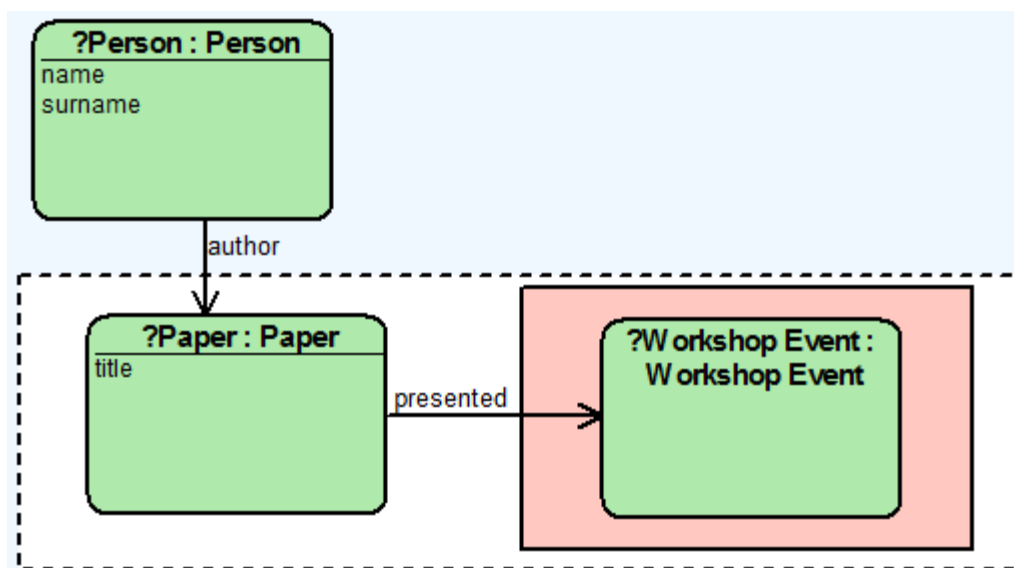 ?Person : Person
name
surname
author
?Paper : Paper
title
presented
?Workshop Event :
Workshop Event